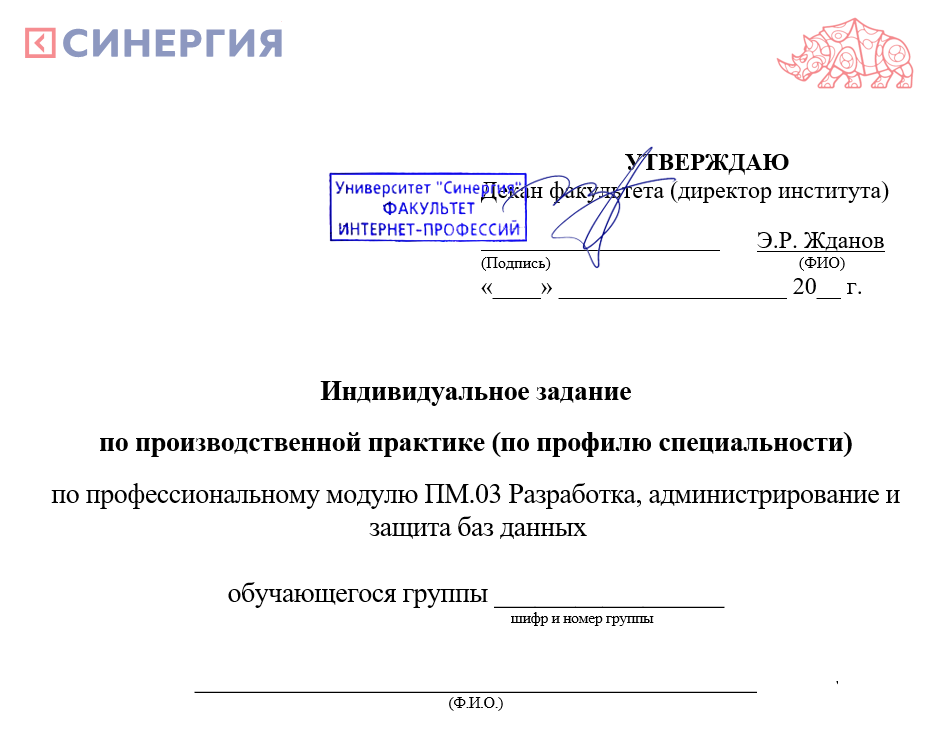 СИНЕРГИЯ
УТВЕРЖДАЮ
Университет "Синергия"
ФАКУЛЬТЕТ
ИНТЕРНЕТ-ПРОФЕССИЙ
Декан факультета (директор института)
____________________ Э.Р. Жданов
(Подпись) (ФИО)
«____» ___________________ 20__ г.
Индивидуальное задание
по производственной практике (по профилю специальности)
по профессиональному модулю ПМ.03 Разработка, администрирование и
защита баз данных
обучающегося группы _________________
шифр и номер группы
(Ф.И.О.)